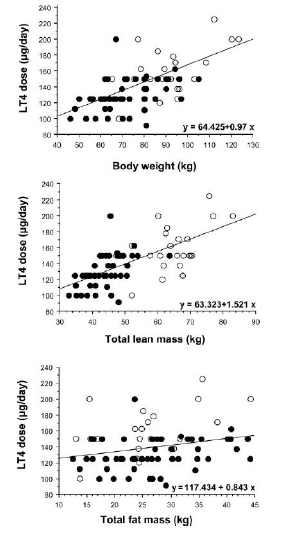 240
220
200
180
160
140
120
100
80
LT4 dose (µg/day)
y = 64.425+0.97 x
40 50 60 70 80 90 100 110 120 130
Body weight (kg)
240
220
200
180
160
140
120
100
80
LT4 dose (µg/day)
y = 63.323+1.521 x
30 40 50 60 70 80 90
Total lean mass (kg)
240
220
200
180
160
140
120
100
80
LT4 dose (µg/day)
y = 117.434 + 0.843 x
10 15 20 25 30 35 40 45
Total fat mass (kg)